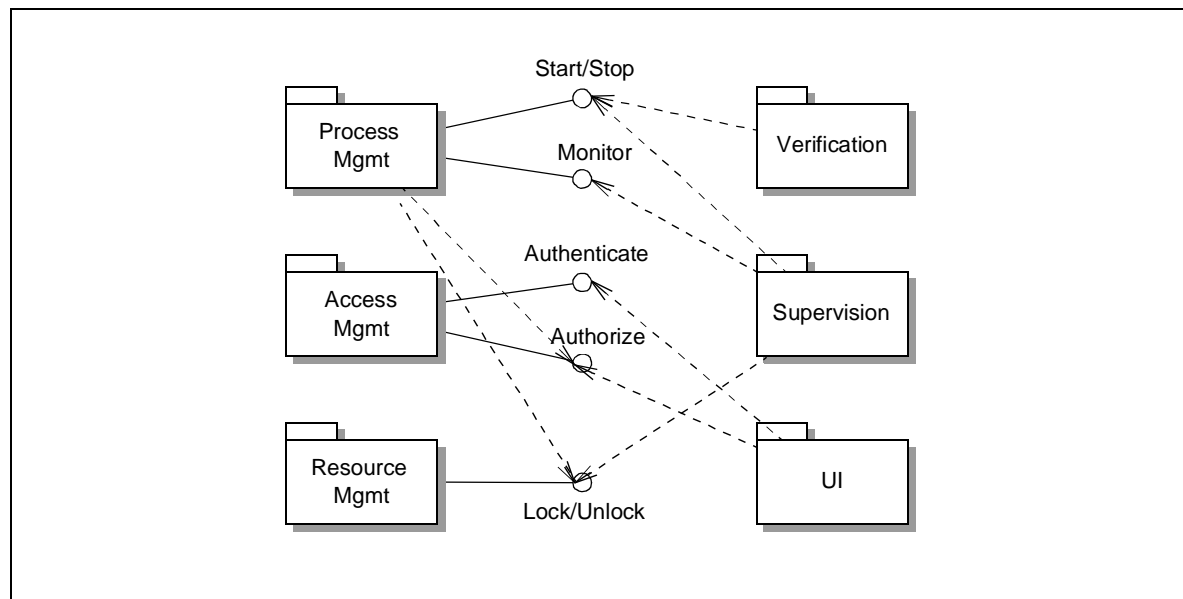 Start/Stop
Process
Mgmt
Verification
Monitor
Authenticate
Access
Mgmt
Supervision
Authorize
Resource
Mgmt
UI
Lock/Unlock